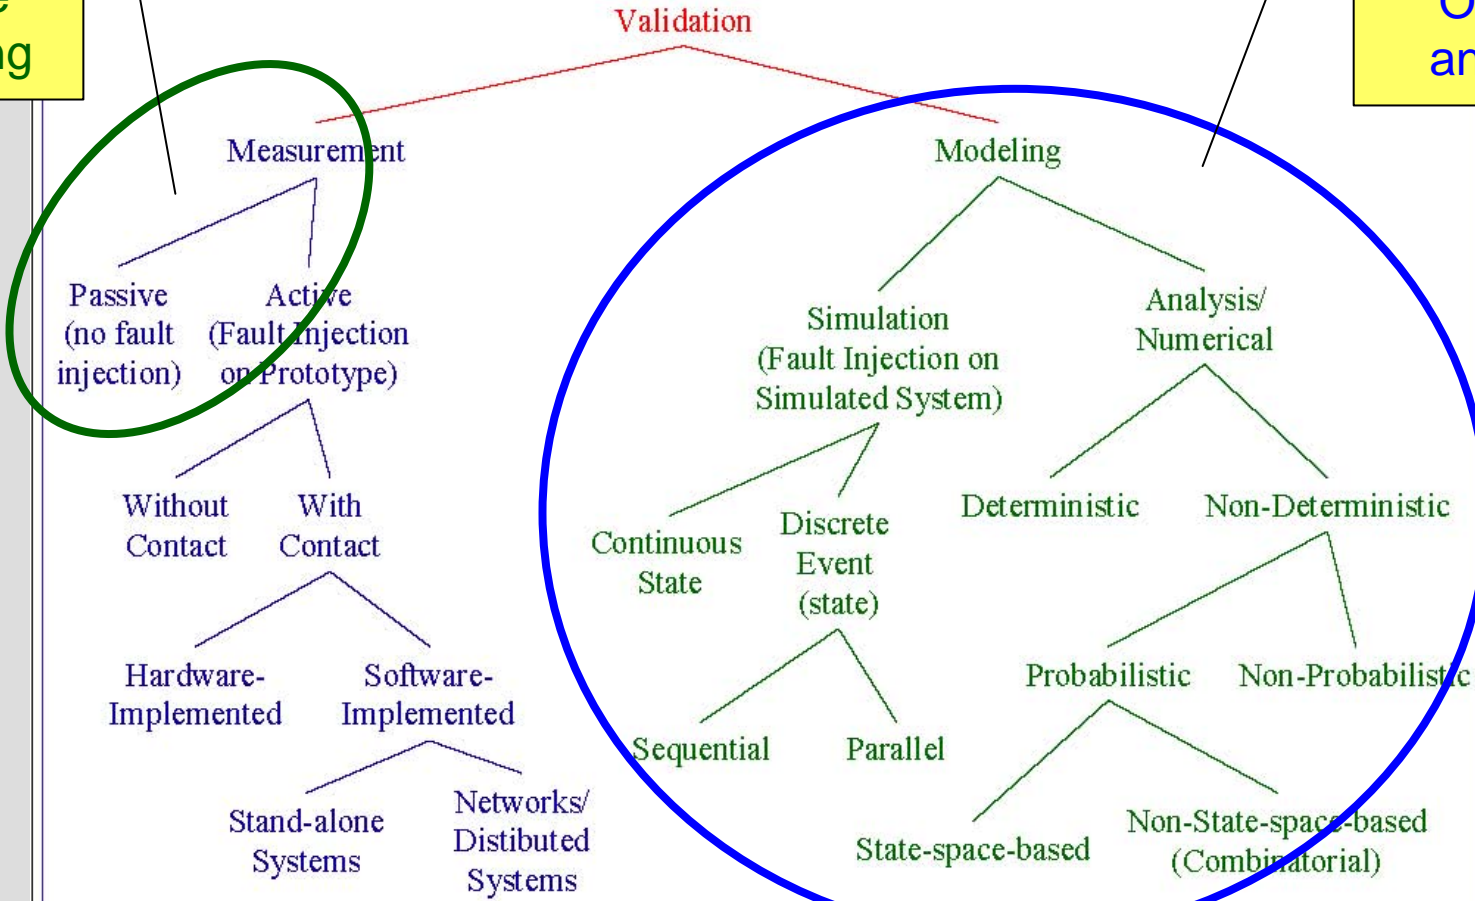 ng
Validation
an
Measurement
Modeling
Passive
(no fault
injection)
Active
(Fault Injection
on Prototype)
Simulation
(Fault Injection on
Simulated System)
Analysis/
Numerical
Without
Contact
With
Contact
Continuous
State
Discrete
Event
(state)
Deterministic
Non-Deterministic
Hardware-
Implemented
Software-
Implemented
Sequential
Parallel
Probabilistic
Non-Probabilistic
Stand-alone
Systems
Networks/
Distibuted
Systems
State-space-based
Non-State-space-based
(Combinatorial)